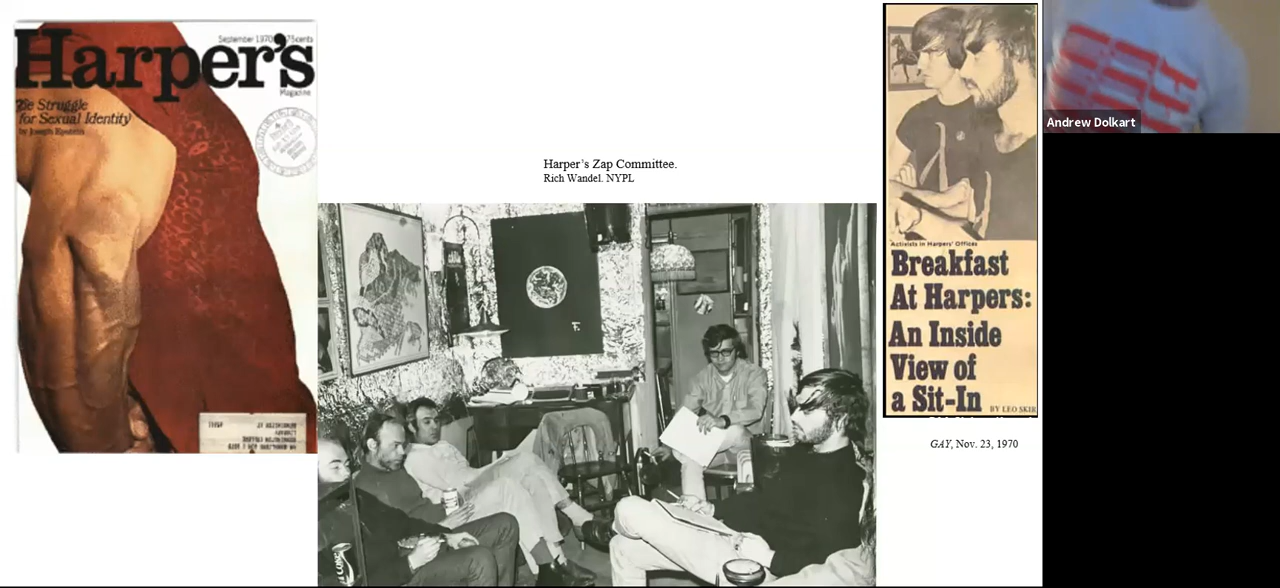 Harper's
September 1970 75 cents
Magazine
The Struggle
for Sexual Identity
by Joseph Epstein
Harper's Zap Committee.
Rich Wandel. NYPL
Activists in Harpers' Offices
Breakfast
At Harpers:
An Inside
View of
a Sit-In
BY LEO SKIR
GAY, Nov. 23, 1970
Andrew Dolkart